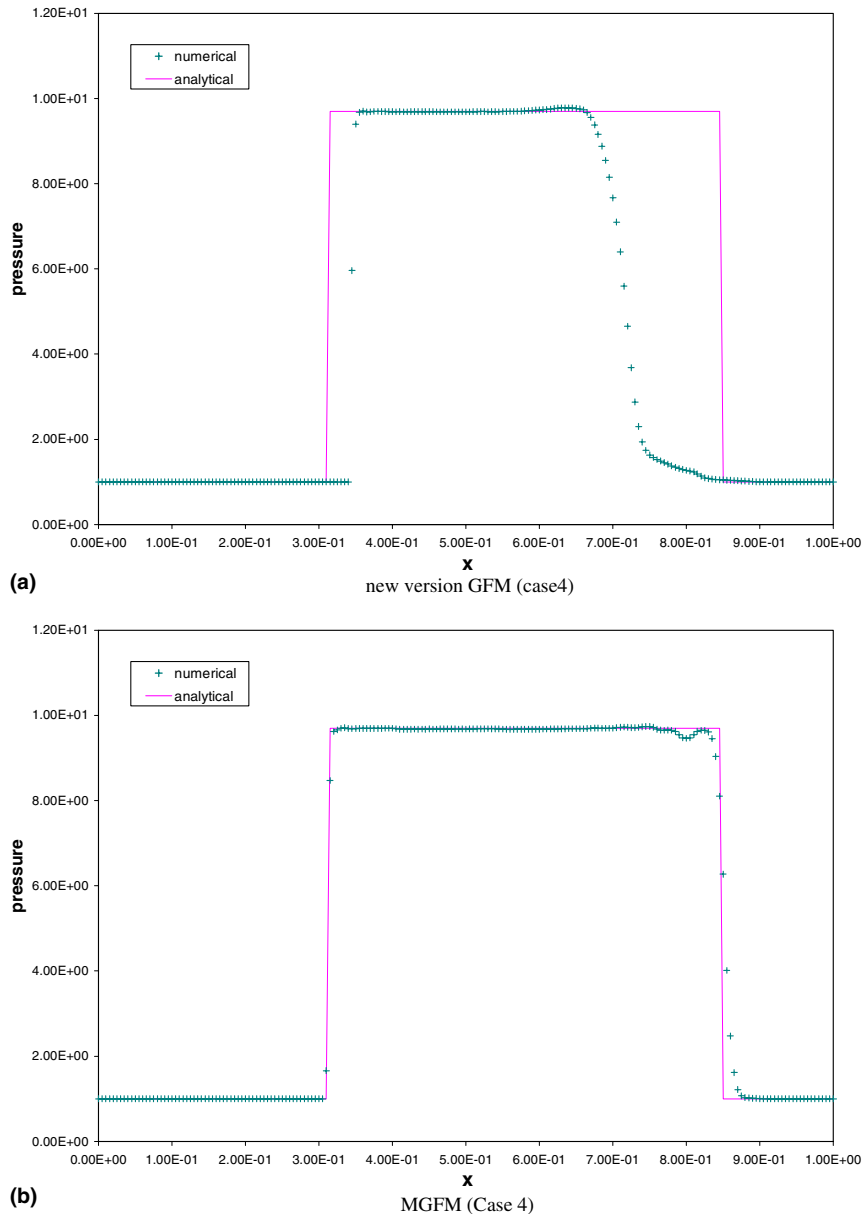 1.20E+01
1.00E+01
8.00E+00
6.00E+00
4.00E+00
2.00E+00
0.00E+00
pressure
numerical
analytical
0.00E+00 1.00E-01 2.00E-01 3.00E-01 4.00E-01 5.00E-01 6.00E-01 7.00E-01 8.00E-01 9.00E-01 1.00E+00
x
(a)
new version GFM (case4)
1.20E+01
1.00E+01
8.00E+00
6.00E+00
4.00E+00
2.00E+00
0.00E+00
pressure
numerical
analytical
0.00E+00 1.00E-01 2.00E-01 3.00E-01 4.00E-01 5.00E-01 6.00E-01 7.00E-01 8.00E-01 9.00E-01 1.00E+00
x
(b)
MGFM (Case 4)